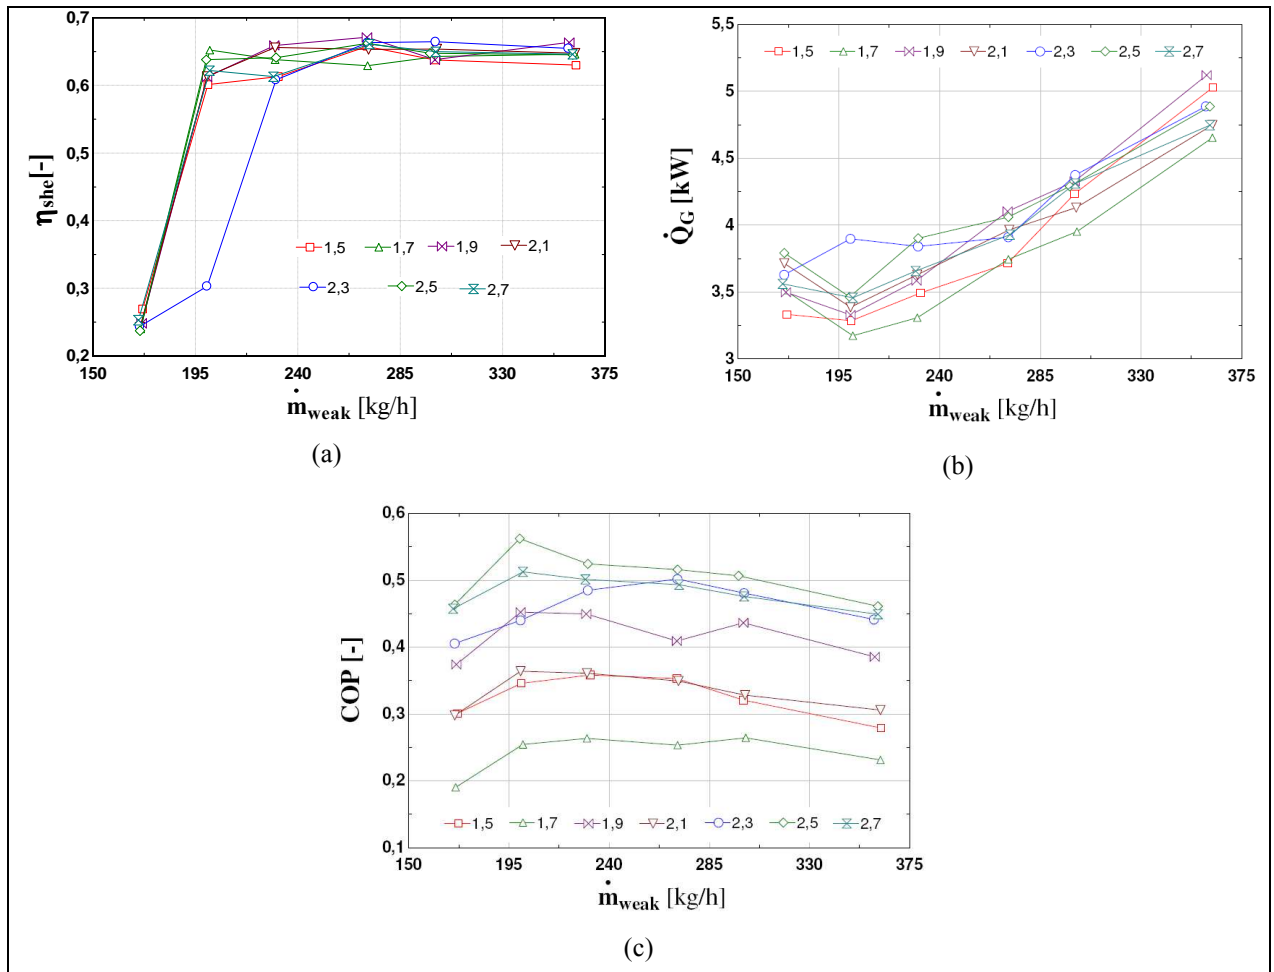 0,7
0,6
0,5
0,4
0,3
0,2
150 195 240 285 330 375
ηshe[-]
ṁweak [kg/h]
1,5 1,7 1,9 2,1
2,3 2,5 2,7
(a)
5,5
5
4,5
4
3,5
3
150 195 240 285 330 375
Q̇G [kW]
ṁweak [kg/h]
1,5 1,7 1,9 2,1 2,3 2,5 2,7
(b)
0,6
0,5
0,4
0,3
0,2
0,1
150 195 240 285 330 375
COP [-]
ṁweak [kg/h]
1,5 1,7 1,9 2,1 2,3 2,5 2,7
(c)